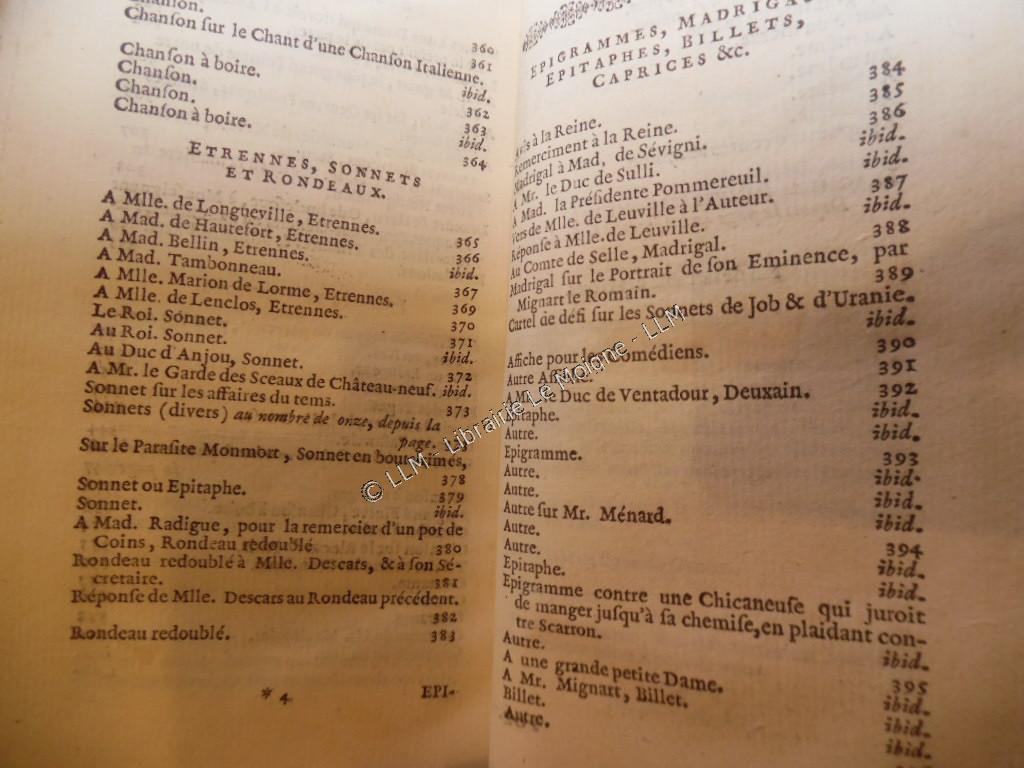 Chanson.
360
Chanson sur le Chant d'une Chanson Italienne.
361
Chanson à boire. ibid.
Chanson. 362
Chanson. 363
Chanson à boire. ibid.
364
ETRENNES, SONNETS
ET RONDEAUX.
A Mlle. de Longueville, Etrennes. 365
A Mad. de Hautefort, Etrennes. 366
A Mad. Bellin, Etrennes. ibid.
A Mad. Tambonneau. 367
A Mlle. Marion de Lorme, Etrennes. 369
A Mlle. de Lenclos, Etrennes. 370
Le Roi. Sonnet. 371
Au Roi. Sonnet. ibid.
Au Duc d'Anjou, Sonnet. 372
A Mr. le Garde des Sceaux de Château-neuf. ibid.
Sonnet sur les affaires du tems. 373
Sonnets (divers) au nombre de onze, depuis la
page.
Sur le Parasite Monmort, Sonnet en bouts rimés,
378
Sonnet ou Epitaphe. 379
Sonnet. ibid.
A Mad. Radigue, pour la remercier d'un pot de
Coins, Rondeau redoublé 380
Rondeau redoublé à Mlle. Descats, & à son Sé-
cretaire. 381
Réponse de Mlle. Descats au Rondeau précédent.
382
Rondeau redoublé. 383
* 4 EPI-
EPIGRAMMES, MADRIGAU
EPITAPHES, BILLETS,
CAPRICES &c.
Avis à la Reine. 384
Remerciment à la Reine. 385
Madrigal à Mad. de Sévigni. 386
A Mr. le Duc de Sulli. ibid.
A Mad. la Présidente Pommereuil. ibid.
Vers de Mlle. de Leuville à l'Auteur. 387
Réponse à Mlle. de Leuville. ibid.
Au Comte de Selle, Madrigal. 388
Madrigal sur le Portrait de son Eminence, par
Mignart le Romain. 389
Cartel de défi sur les Sonnets de Job & d'Uranie.
ibid.
Affiche pour les Comédiens. 390
Autre Affiche. 391
A Mr. le Duc de Ventadour, Deuxain. 392
Epitaphe. ibid.
Autre. ibid.
Epigramme. 393
Autre. ibid.
Autre. ibid.
Autre sur Mr. Ménard. ibid.
Autre. 394
Autre. ibid.
Epitaphe. ibid.
Epigramme contre une Chicaneuse qui juroit
de manger jusqu'à sa chemise, en plaidant con-
tre Scarron. ibid.
Autre. 395
A une grande petite Dame. ibid.
A Mr. Mignart, Billet. ibid.
Billet. ibid.
Autre.
© LLM - Librairie Le Moine - LLM